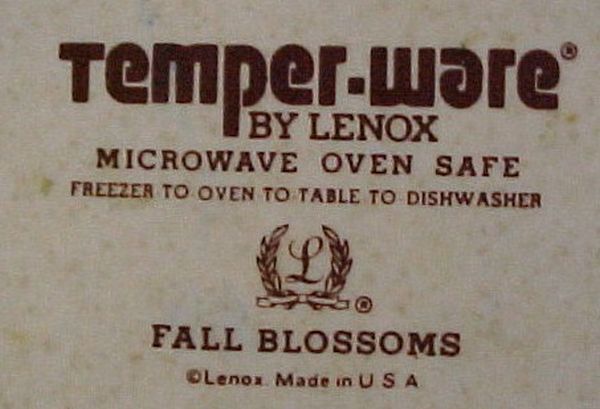 Temper-ware®
BY LENOX
MICROWAVE OVEN SAFE
FREEZER TO OVEN TO TABLE TO DISHWASHER
L
®
FALL BLOSSOMS
©Lenox. Made in U S A